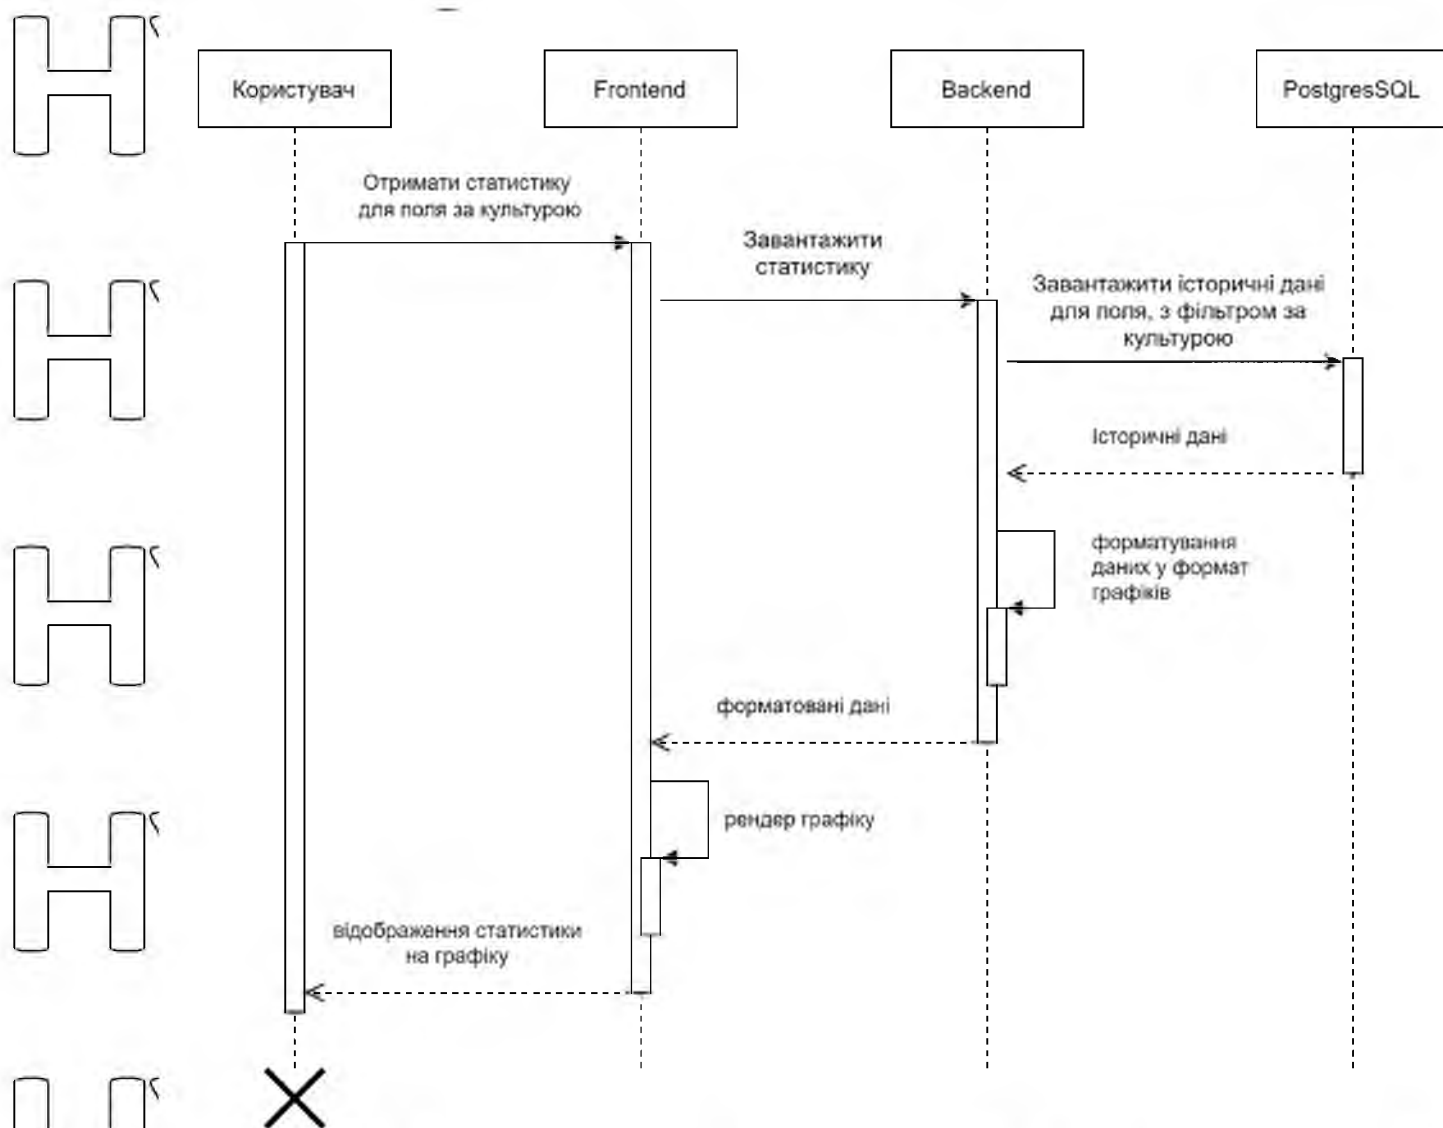 Користувач
Frontend
Backend
PostgresSQL
Отримати статистику
для поля за культурою
Завантажити
статистику
Завантажити історичні дані
для поля, з фільтром за
культурою
Історичні дані
форматування
даних у формат
графіків
форматовані дані
рендер графіку
відображення статистики
на графіку